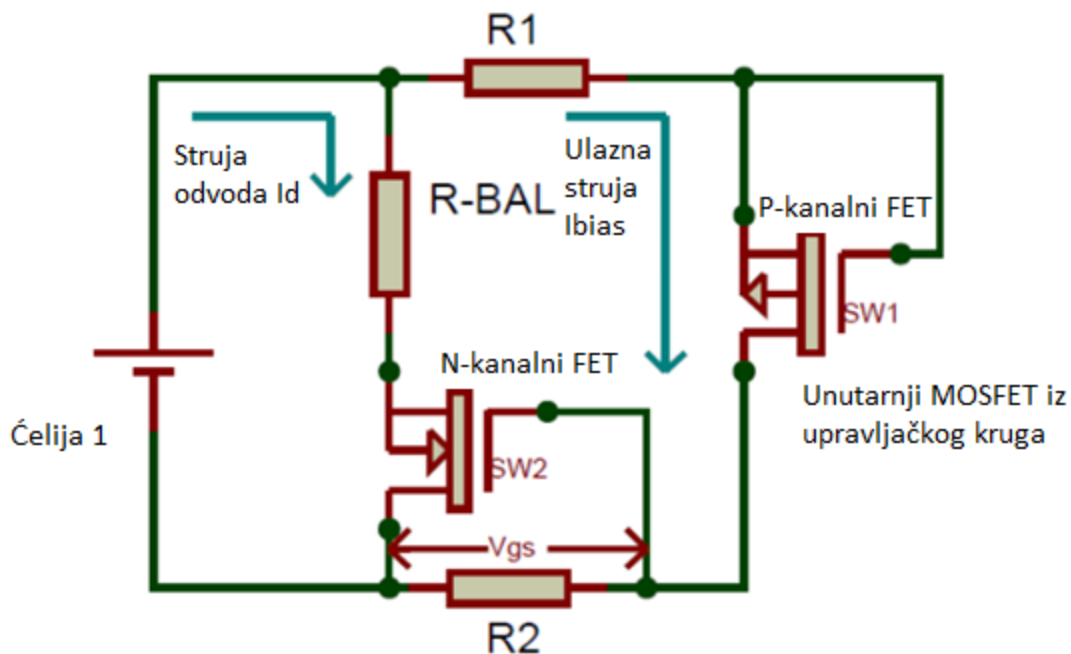 R1
Struja
odvoda Id
Ulazna
struja
Ibias
R-BAL
P-kanalni FET
SW1
N-kanalni FET
Unutarnji MOSFET iz
upravljačkog kruga
Ćelija 1
SW2
Vgs
R2